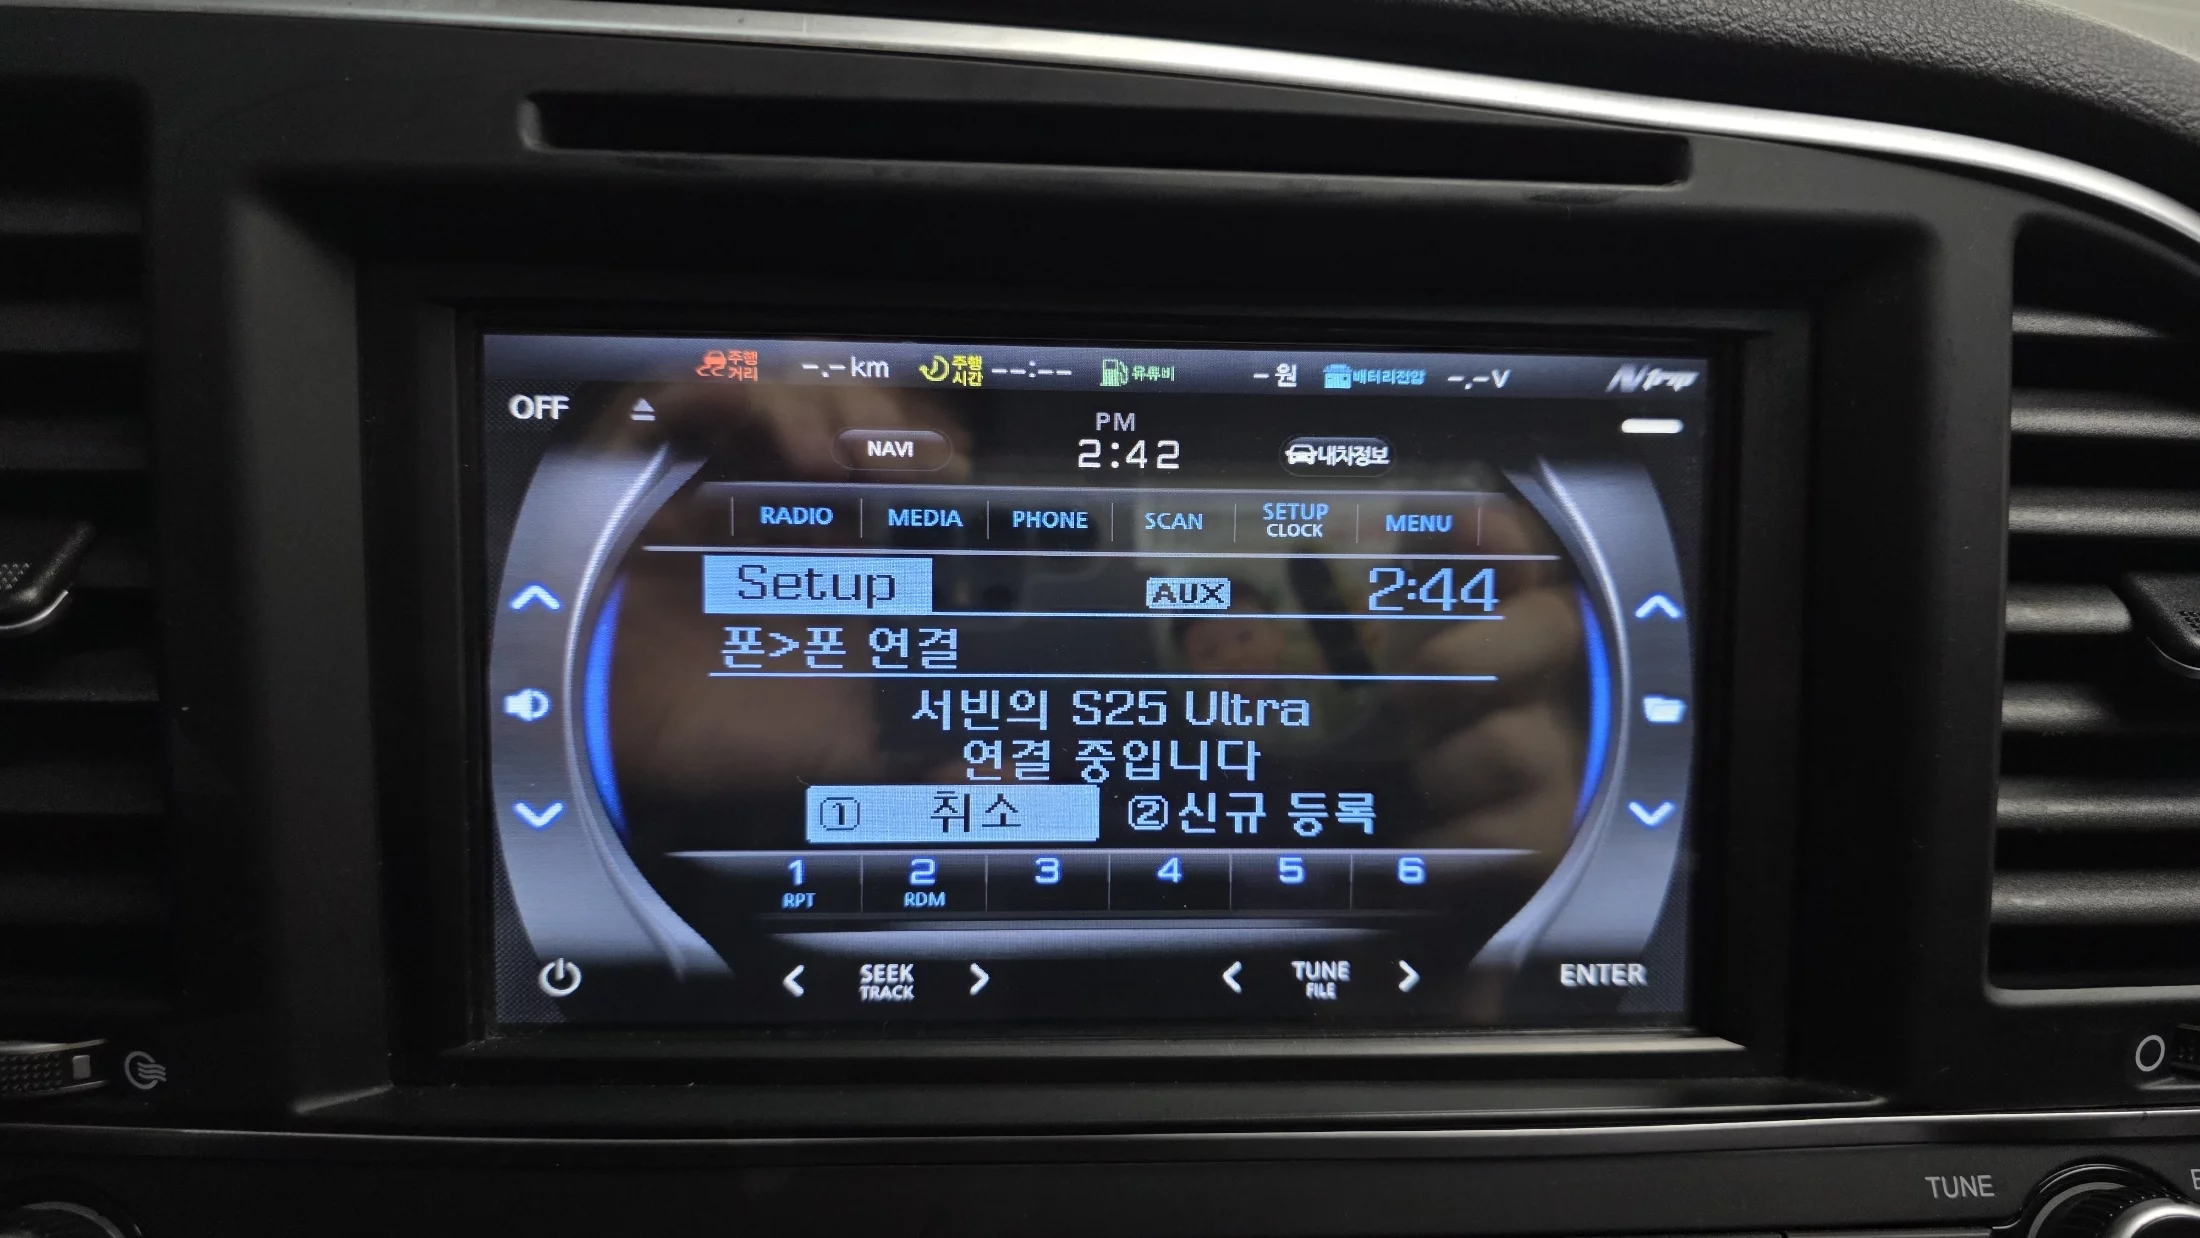 주행거리 -.-km 주행시간 --:-- 유류비 -원 배터리전압 -.-V Ntrip
OFF
PM
NAVI 2:42 내차정보
RADIO MEDIA PHONE SCAN SETUP CLOCK MENU
Setup AUX 2:44
폰>폰 연결
서빈의 S25 Ultra
연결 중입니다
① 취소 ②신규 등록
1 2 3 4 5 6
RPT RDM
< SEEK TRACK > < TUNE FILE > ENTER
TUNE